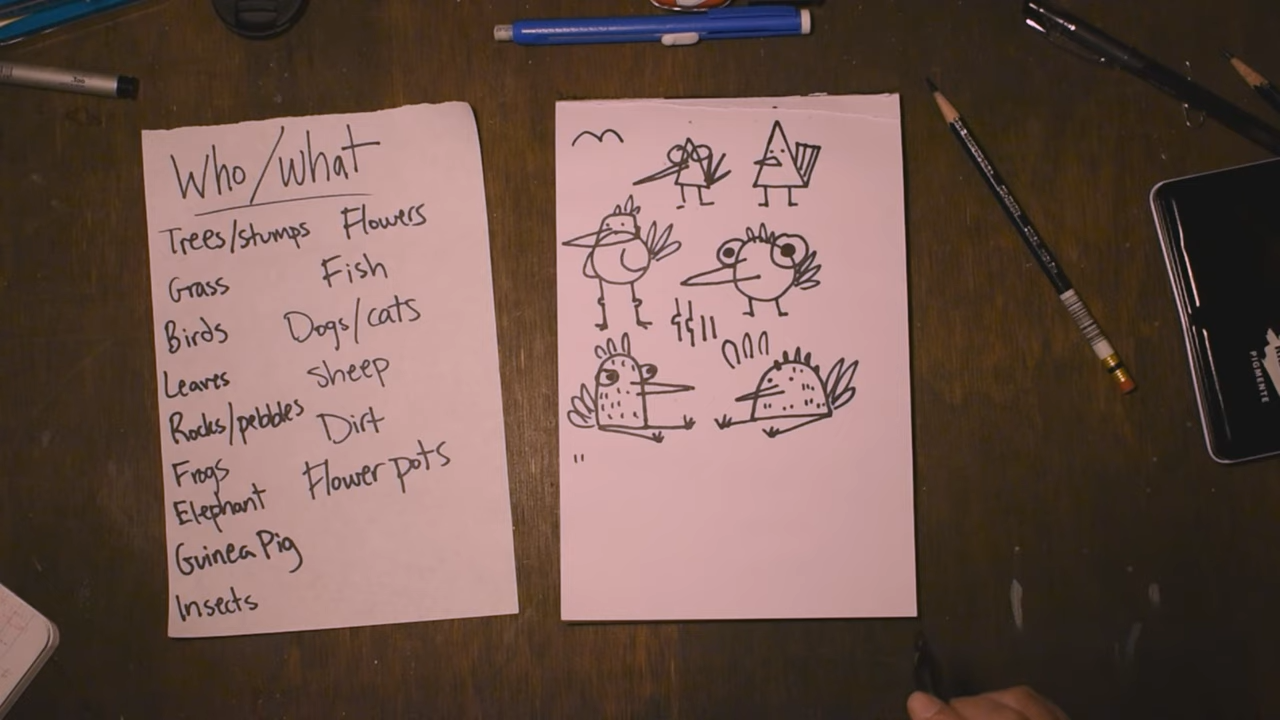 Who/What
Trees/stumps Flowers
Grass Fish
Birds Dogs/cats
Leaves sheep
Rocks/pebbles Dirt
Frogs Flower pots
Elephant
Guinea Pig
Insects
PIGMENTE